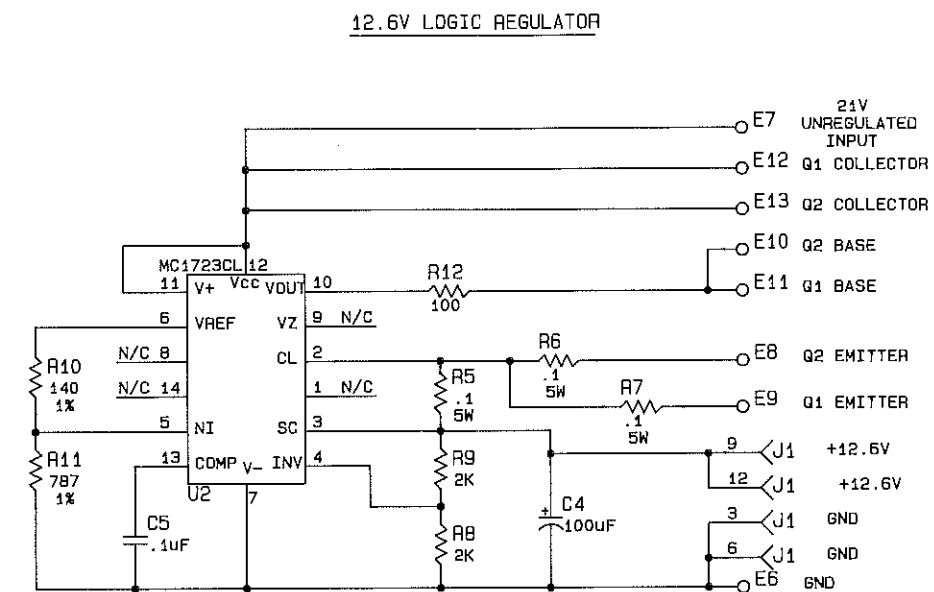 12.6V LOGIC REGULATOR
E7 21V UNREGULATED INPUT
E12 Q1 COLLECTOR
E13 Q2 COLLECTOR
E10 Q2 BASE
MC1723CL 12
11 V+ Vcc VOUT 10
R12
100
E11 Q1 BASE
6 VREF
VZ 9 N/C
N/C 8
CL 2
R6
.1
5W
E8 Q2 EMITTER
R10
140
1%
N/C 14
1 N/C
R5
.1
5W
R7
.1
5W
E9 Q1 EMITTER
5 NI
SC 3
9 J1 +12.6V
R11
787
1%
13 COMP V- INV 4
R9
2K
12 J1 +12.6V
U2
7
C4
+
100uF
3 J1 GND
C5
.1uF
R8
2K
6 J1 GND
E6 GND